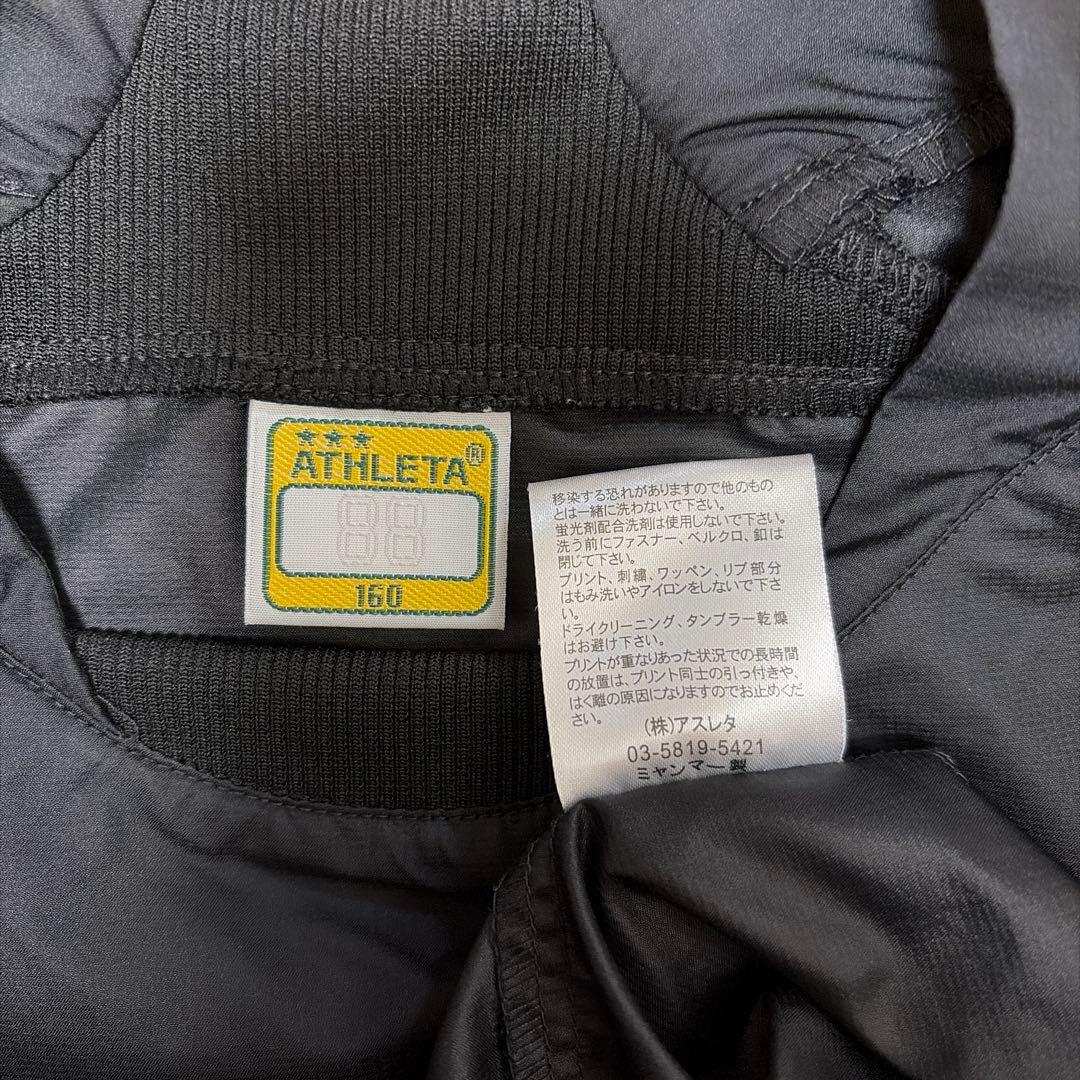 ★★★
ATHLETA®
88
160
移染する恐れがありますので他のもの
とは一緒に洗わないで下さい。
蛍光剤配合洗剤は使用しないで下さい。
洗う前にファスナー、ベルクロ、釦は
閉じて下さい。
プリント、刺繍、ワッペン、リブ部分
はもみ洗いやアイロンをしないで下さ
い。
ドライクリーニング、タンブラー乾燥
はお避け下さい。
プリントが重なりあった状況での長時間
の放置は、プリント同士の引っ付きや、
はく離の原因になりますのでお止めくだ
さい。
(株)アスレタ
03-5819-5421
ミャンマー製